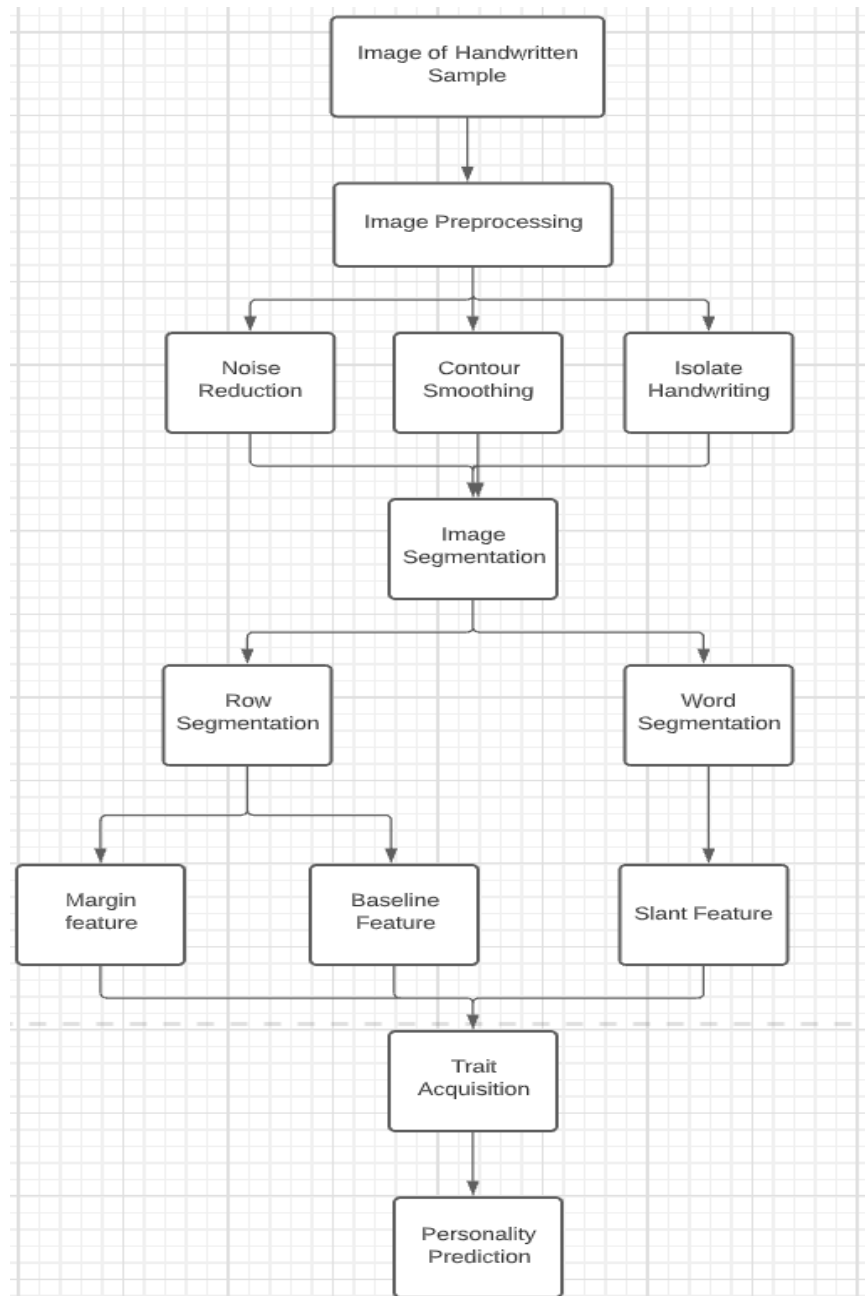 Image of Handwritten
Sample
Image Preprocessing
Noise
Reduction
Contour
Smoothing
Isolate
Handwriting
Image
Segmentation
Row
Segmentation
Word
Segmentation
Margin
feature
Baseline
Feature
Slant Feature
Trait
Acquisition
Personality
Prediction